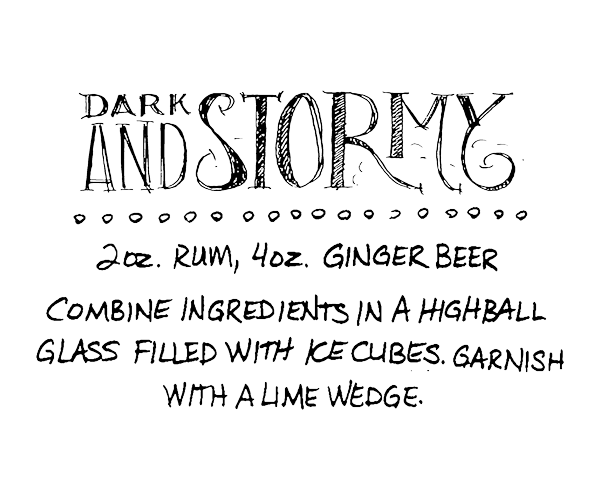 DARK
AND STORMY
2oz. RUM, 4oz. GINGER BEER
COMBINE INGREDIENTS IN A HIGHBALL
GLASS FILLED WITH ICE CUBES. GARNISH
WITH A LIME WEDGE.